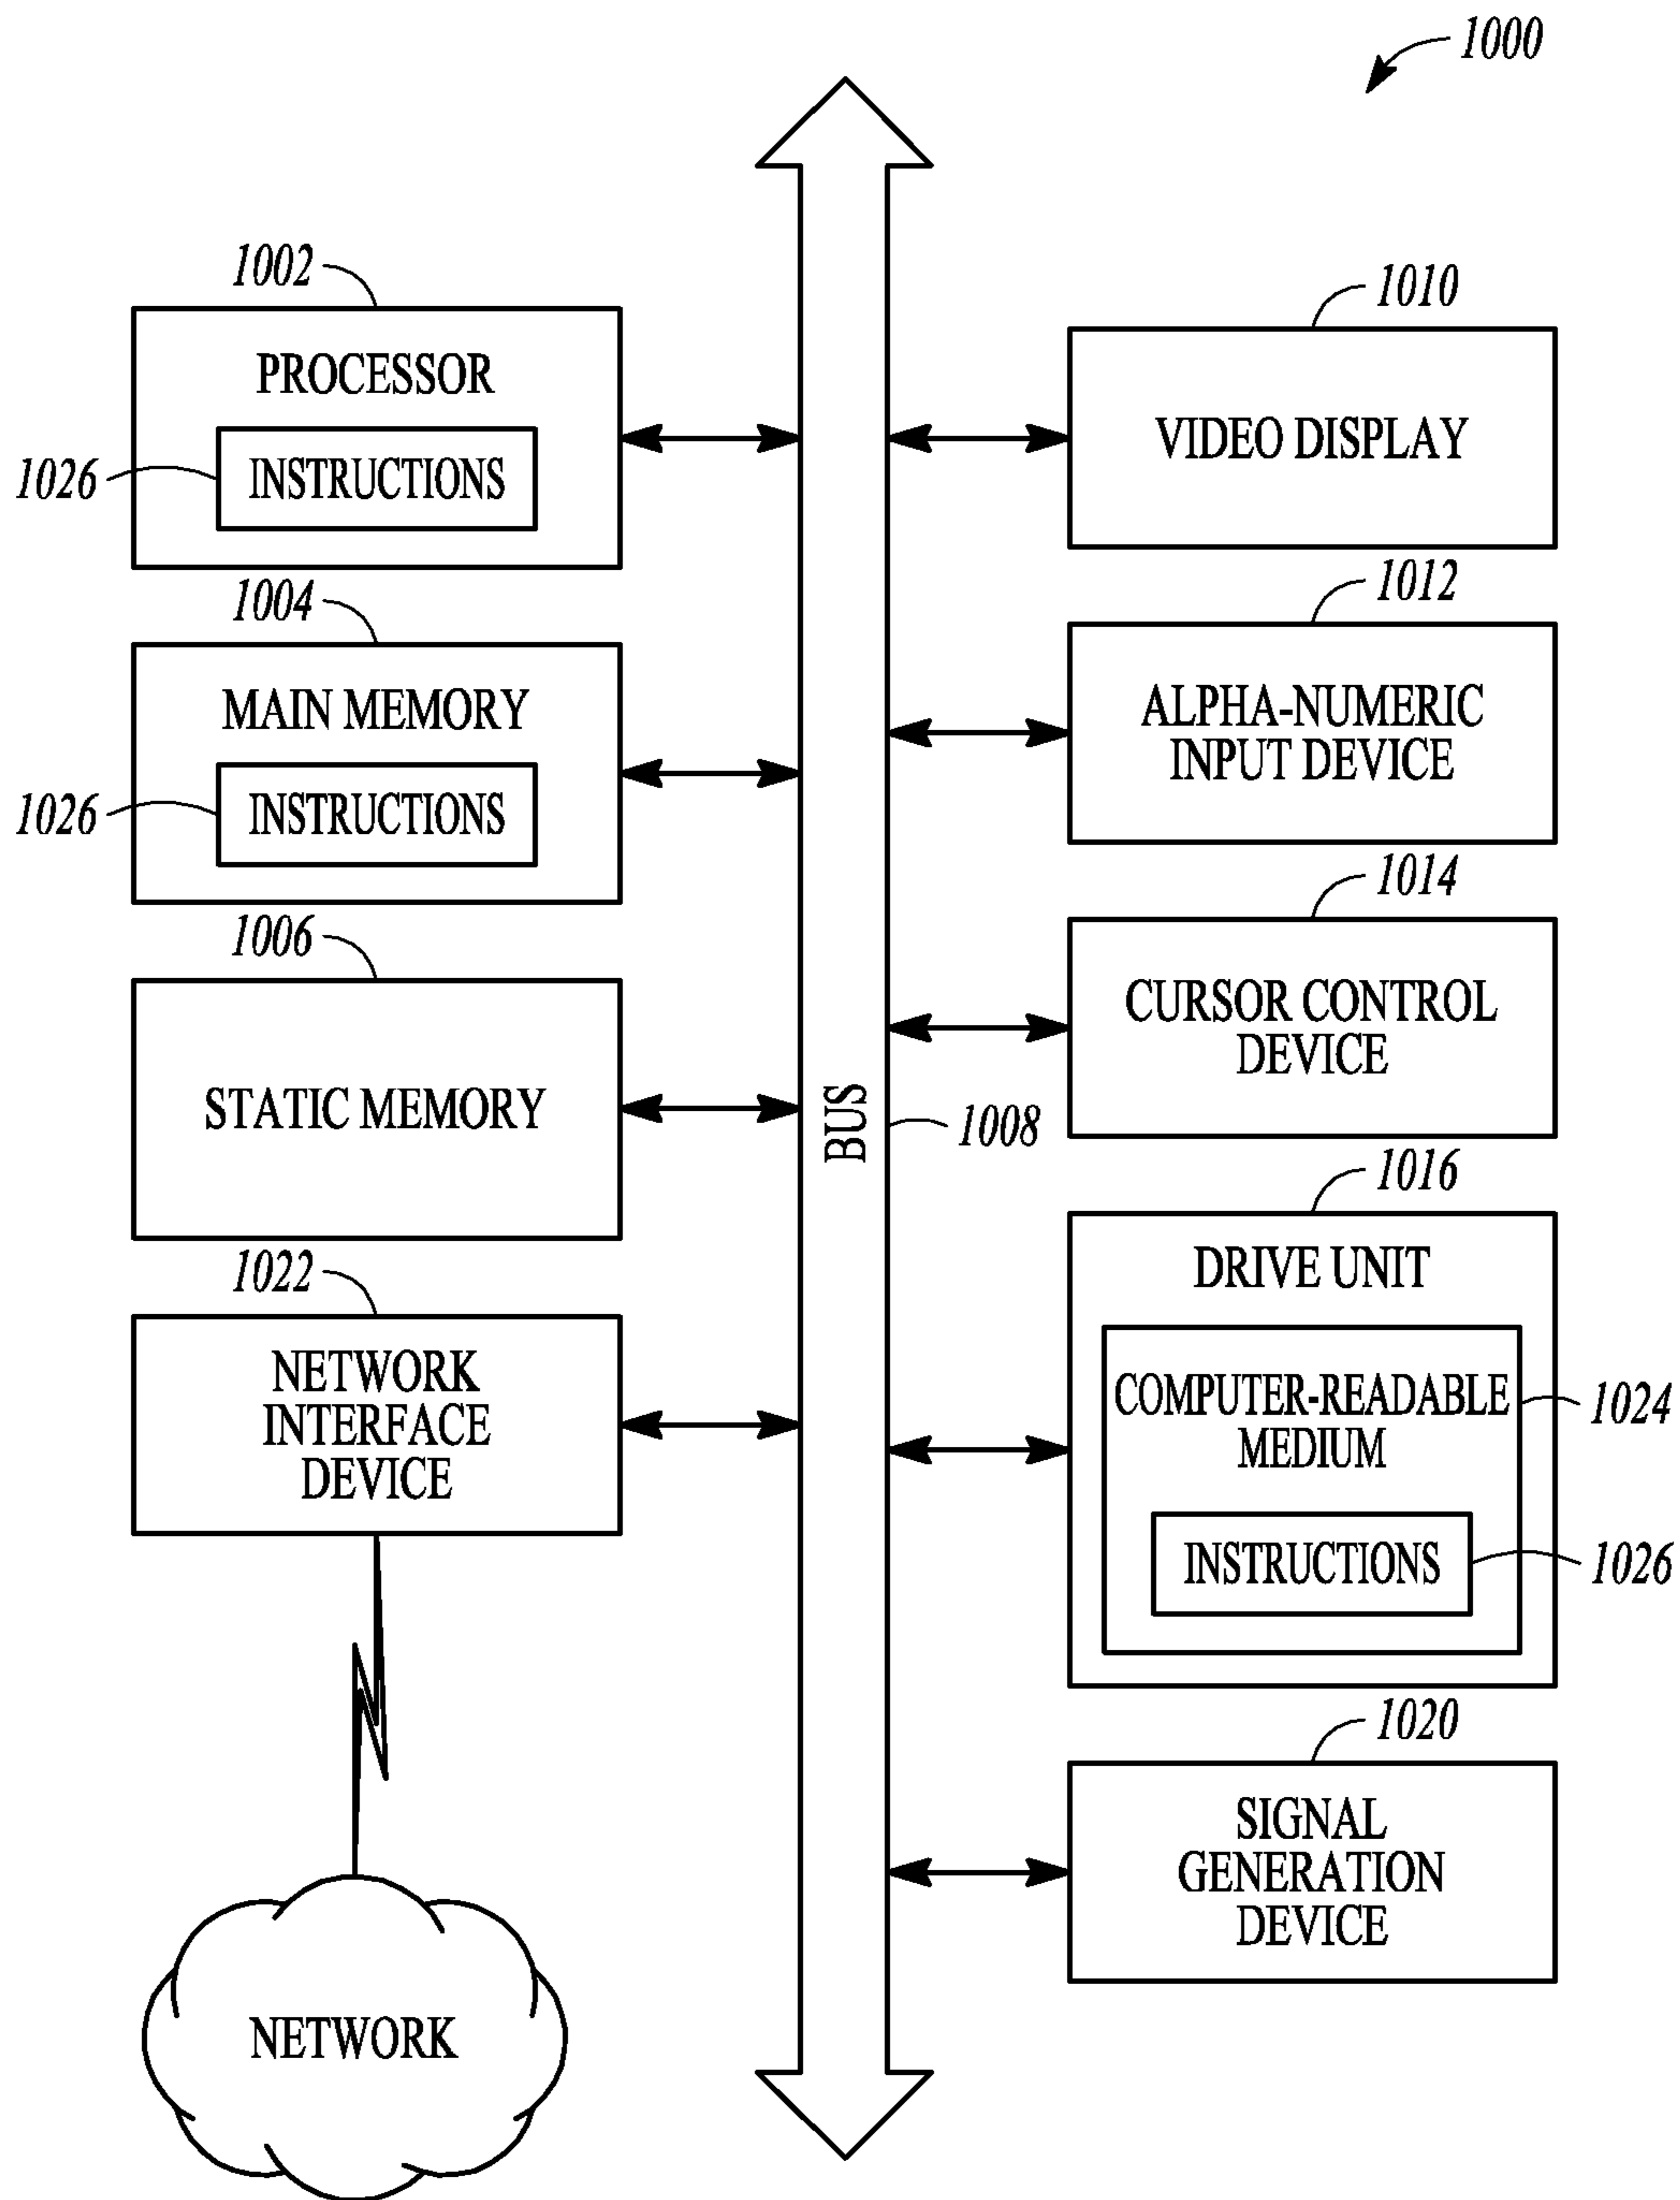 1000
1002
PROCESSOR
1026
INSTRUCTIONS
1004
MAIN MEMORY
1026
INSTRUCTIONS
1006
STATIC MEMORY
1022
NETWORK
INTERFACE
DEVICE
NETWORK
BUS
1008
1010
VIDEO DISPLAY
1012
ALPHA-NUMERIC
INPUT DEVICE
1014
CURSOR CONTROL
DEVICE
1016
DRIVE UNIT
COMPUTER-READABLE
MEDIUM
1024
INSTRUCTIONS
1026
1020
SIGNAL
GENERATION
DEVICE